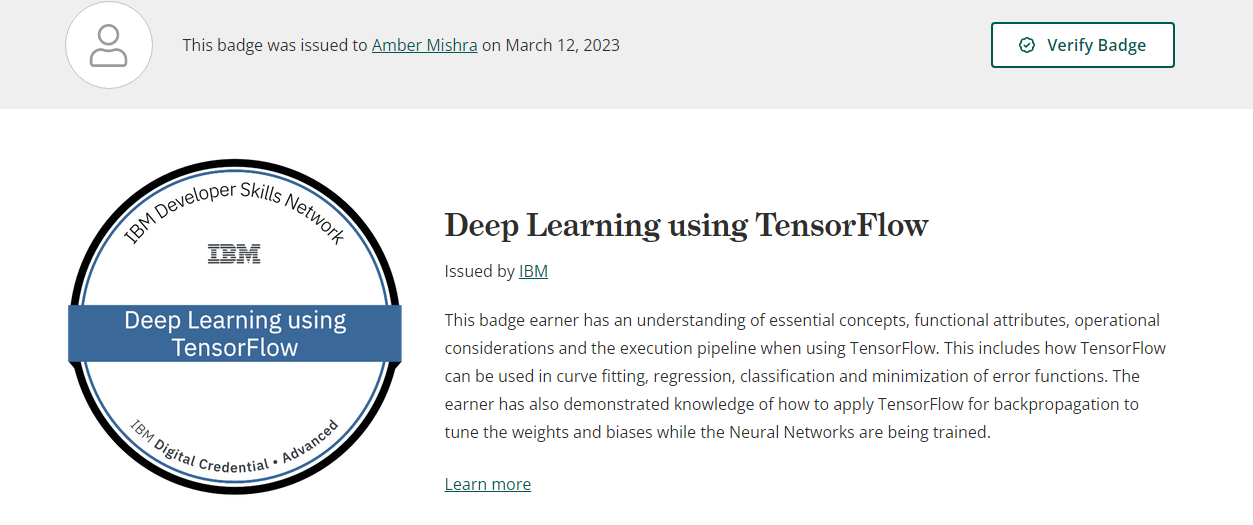 This badge was issued to Amber Mishra on March 12, 2023
Verify Badge
IBM Developer Skills Network
IBM
Deep Learning using
TensorFlow
IBM Digital Credential • Advanced
Deep Learning using TensorFlow
Issued by IBM
This badge earner has an understanding of essential concepts, functional attributes, operational
considerations and the execution pipeline when using TensorFlow. This includes how TensorFlow
can be used in curve fitting, regression, classification and minimization of error functions. The
earner has also demonstrated knowledge of how to apply TensorFlow for backpropagation to
tune the weights and biases while the Neural Networks are being trained.
Learn more